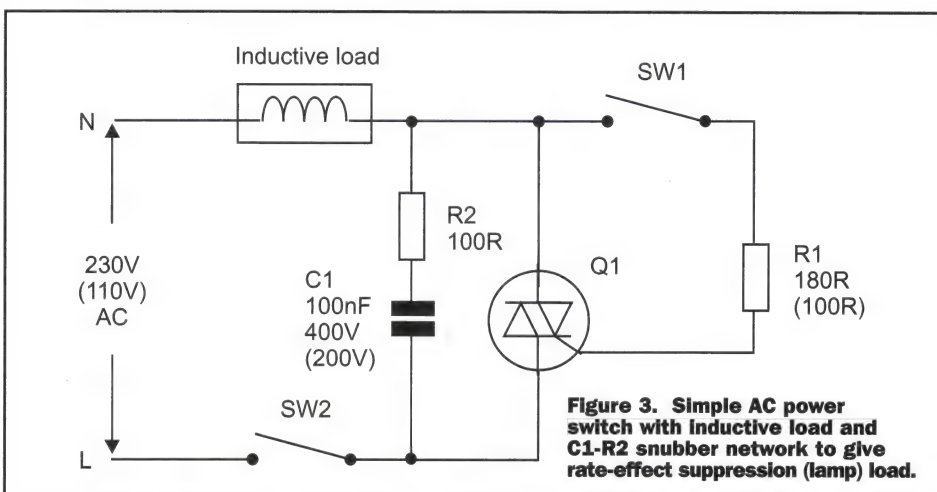 Inductive load
SW1
N
R2
100R
230V
(110V)
AC
C1
100nF
400V
(200V)
Q1
R1
180R
(100R)
SW2
L
Figure 3. Simple AC power
switch with inductive load and
C1-R2 snubber network to give
rate-effect suppression (lamp) load.